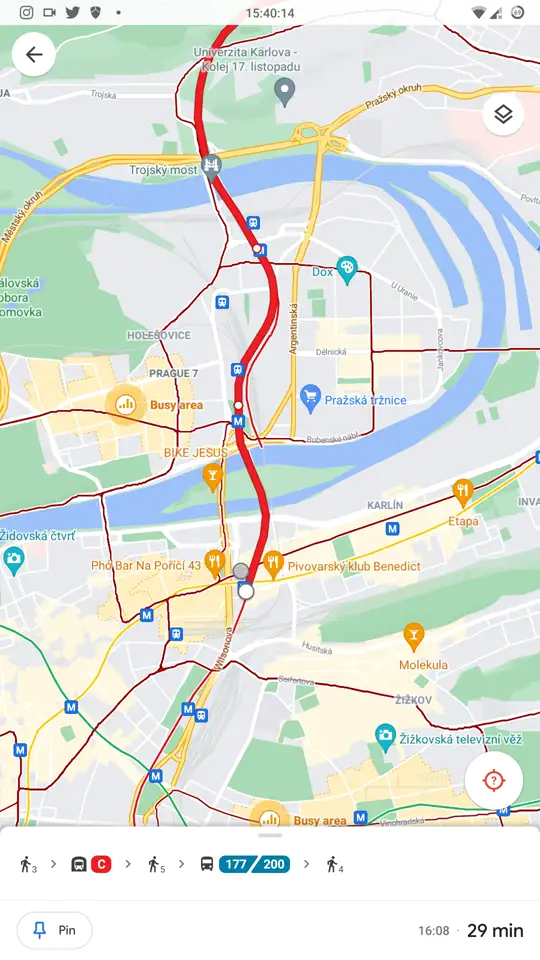 15:40:14
69
Univerzita Karlova -
Kolej 17. listopadu
Trojská
Pražský okruh
Trojský most
Městský okruh
Dox
U Uranie
Argentinská
HOLEŠOVICE
Dělnická
Jankovcova
PRAGUE 7
Busy area
Pražská tržnice
M
Bubenské nábř.
BIKE JESUS
KARLÍN
INVA
Etapa
M
Židovská čtvrť
Pho Bar Na Poříčí 43
Pivovarský klub Benedict
M
Wilsonova
Husitská
Molekula
Seifertova
ŽIŽKOV
M
M
Žižkovská televizní věž
M
M
Busy area
M
M
Vinohradská
3
C
5
177/200
4
Pin
16:08 · 29 min